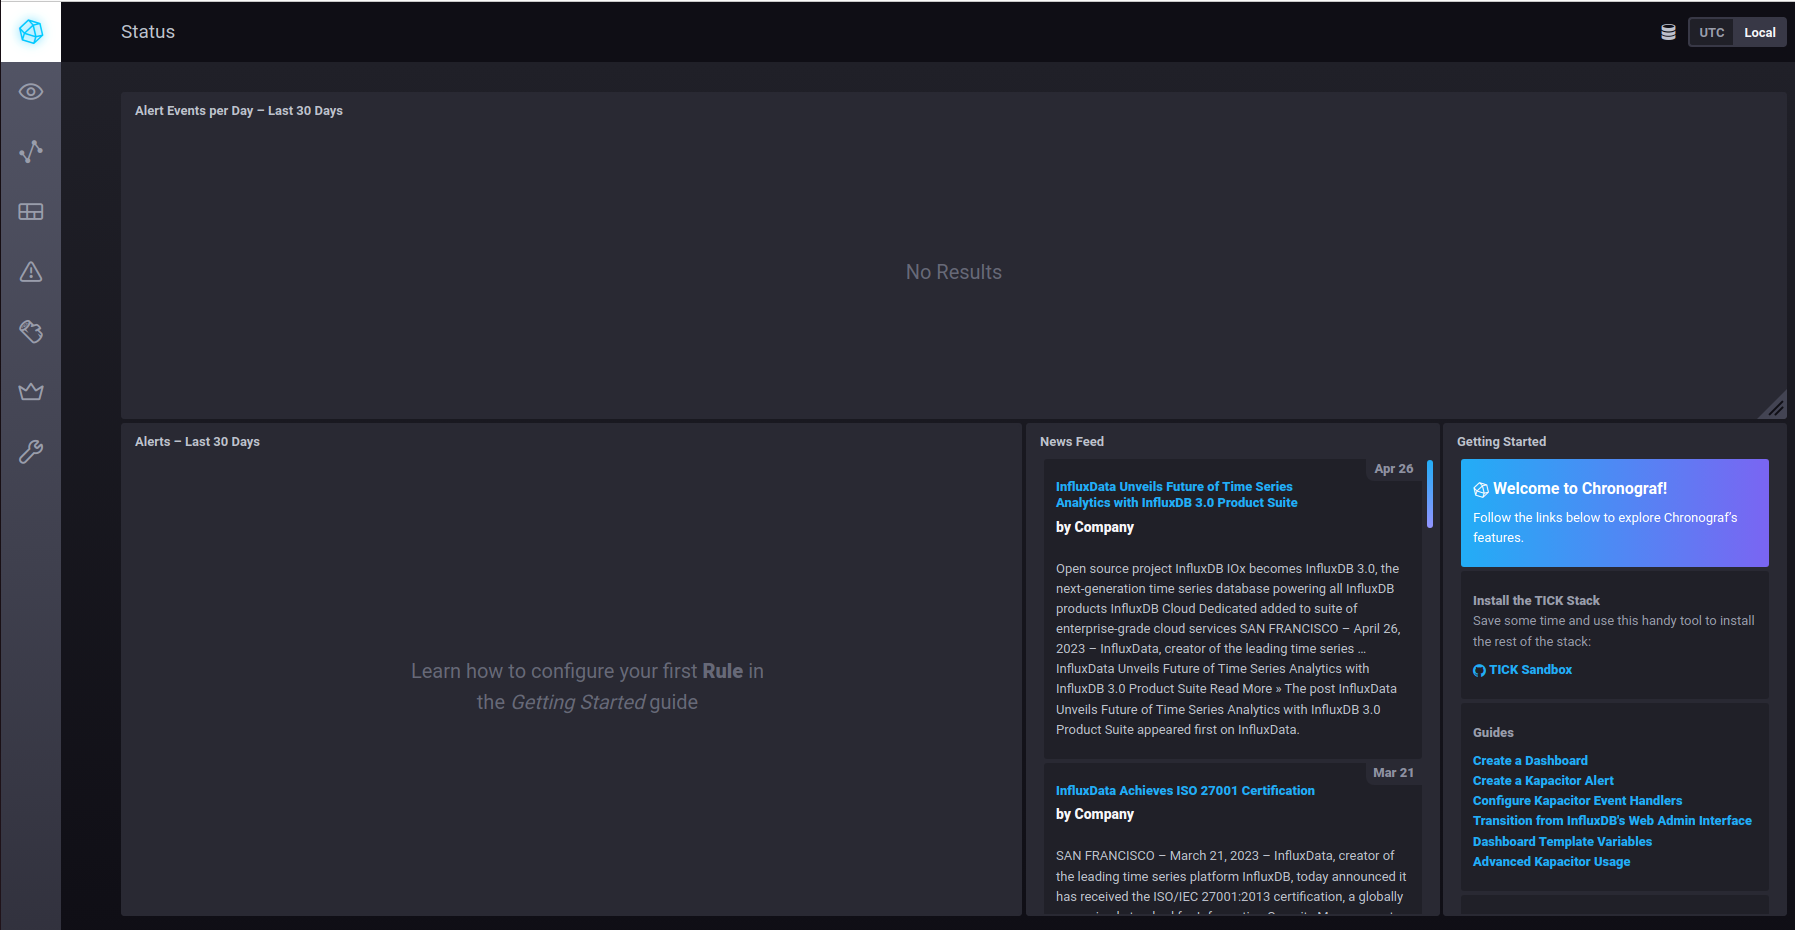 Status
UTC
Local
Alert Events per Day – Last 30 Days
No Results
Alerts – Last 30 Days
Learn how to configure your first Rule in
the Getting Started guide
News Feed
Apr 26
InfluxData Unveils Future of Time Series
Analytics with InfluxDB 3.0 Product Suite
by Company
Open source project InfluxDB IOx becomes InfluxDB 3.0, the
next-generation time series database powering all InfluxDB
products InfluxDB Cloud Dedicated added to suite of
enterprise-grade cloud services SAN FRANCISCO – April 26,
2023 – InfluxData, creator of the leading time series ...
InfluxData Unveils Future of Time Series Analytics with
InfluxDB 3.0 Product Suite Read More » The post InfluxData
Unveils Future of Time Series Analytics with InfluxDB 3.0
Product Suite appeared first on InfluxData.
Mar 21
InfluxData Achieves ISO 27001 Certification
by Company
SAN FRANCISCO – March 21, 2023 – InfluxData, creator of
the leading time series platform InfluxDB, today announced it
has received the ISO/IEC 27001:2013 certification, a globally
Getting Started
Welcome to Chronograf!
Follow the links below to explore Chronograf's
features.
Install the TICK Stack
Save some time and use this handy tool to install
the rest of the stack:
TICK Sandbox
Guides
Create a Dashboard
Create a Kapacitor Alert
Configure Kapacitor Event Handlers
Transition from InfluxDB's Web Admin Interface
Dashboard Template Variables
Advanced Kapacitor Usage